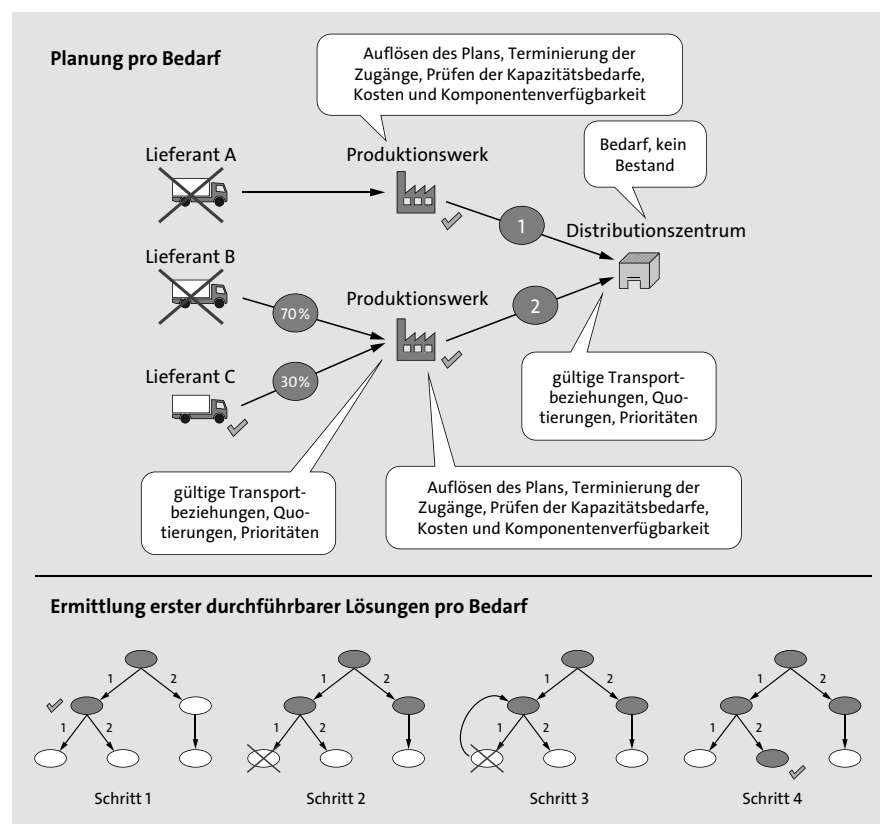 Planung pro Bedarf
Auflösen des Plans, Terminierung der
Zugänge, Prüfen der Kapazitätsbedarfe,
Kosten und Komponentenverfügbarkeit
Lieferant A
Produktionswerk
Bedarf, kein
Bestand
1
Distributionszentrum
Lieferant B
70%
Produktionswerk
2
Lieferant C
30%
gültige Transport-
beziehungen, Quo-
tierungen, Prioritäten
gültige Transport-
beziehungen, Quo-
tierungen, Prioritäten
Auflösen des Plans, Terminierung der
Zugänge, Prüfen der Kapazitätsbedarfe,
Kosten und Komponentenverfügbarkeit
Ermittlung erster durchführbarer Lösungen pro Bedarf
1 2
1 2
Schritt 1
1 2
1 2
Schritt 2
1 2
1 2
Schritt 3
1 2
1 2
Schritt 4